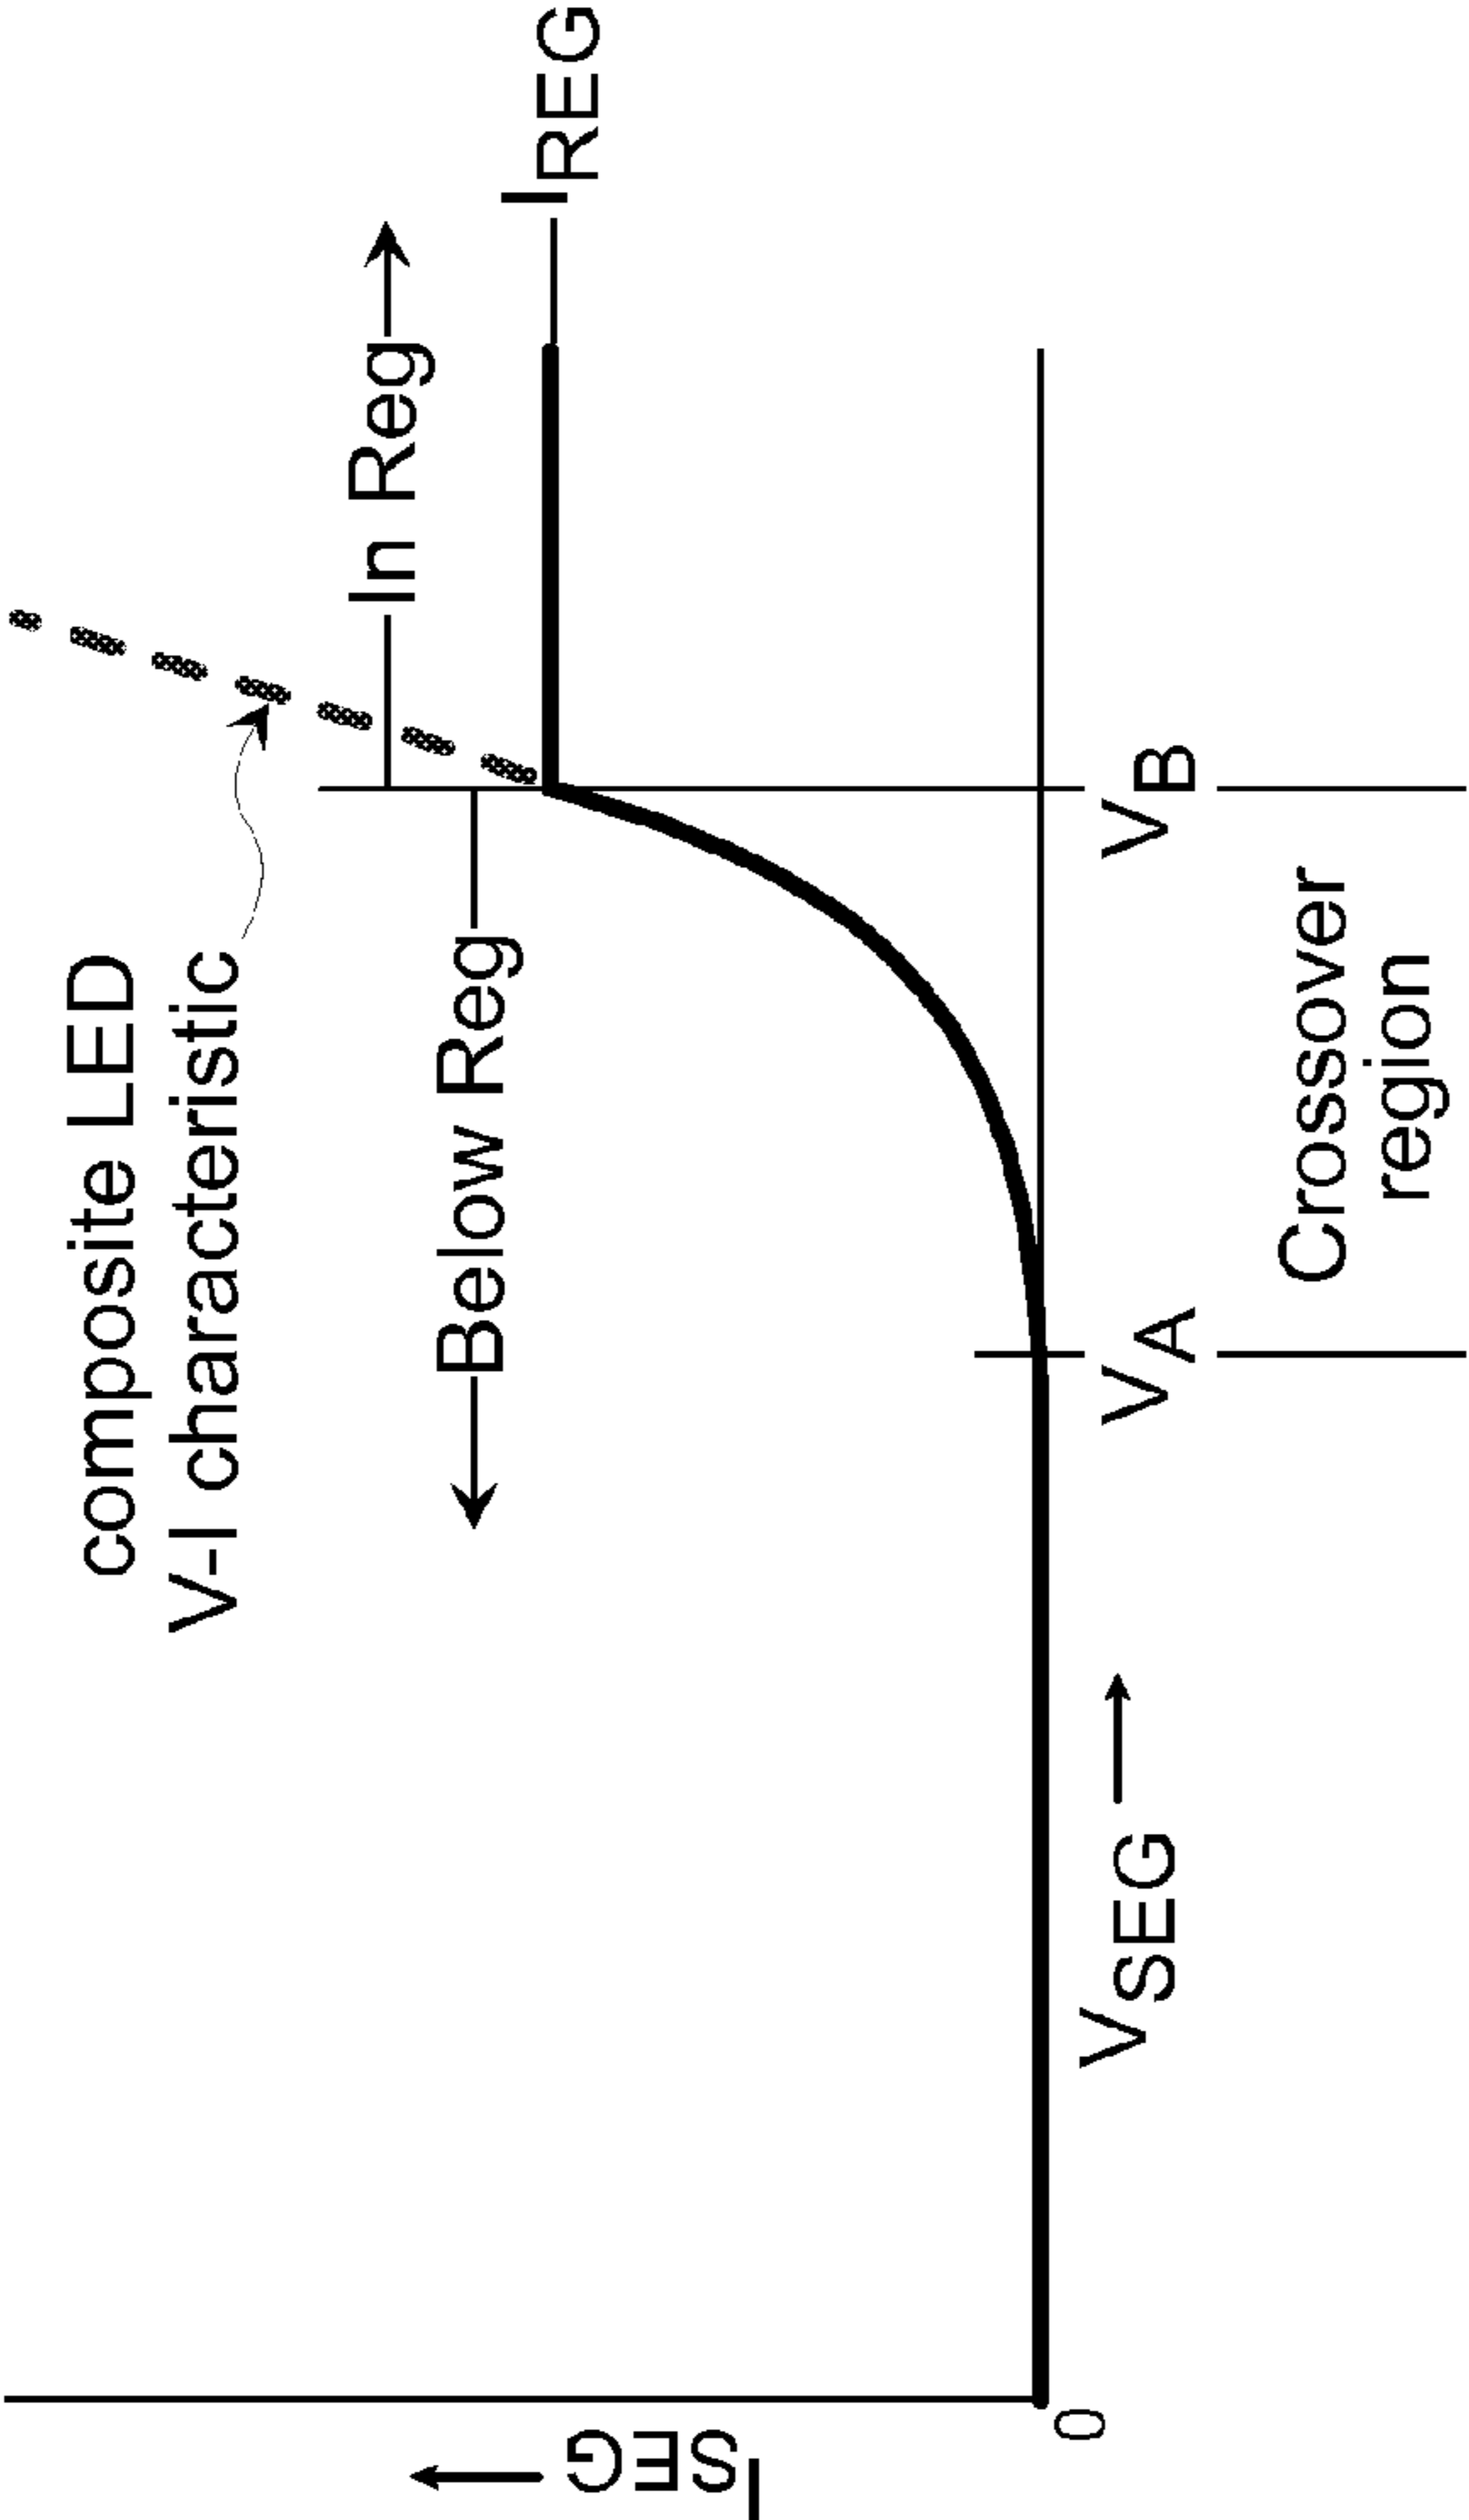 composite LED
V-I characteristic
In Reg
Below Reg
IREG
ISEG
0
VSEG
VA
VB
Crossover
region